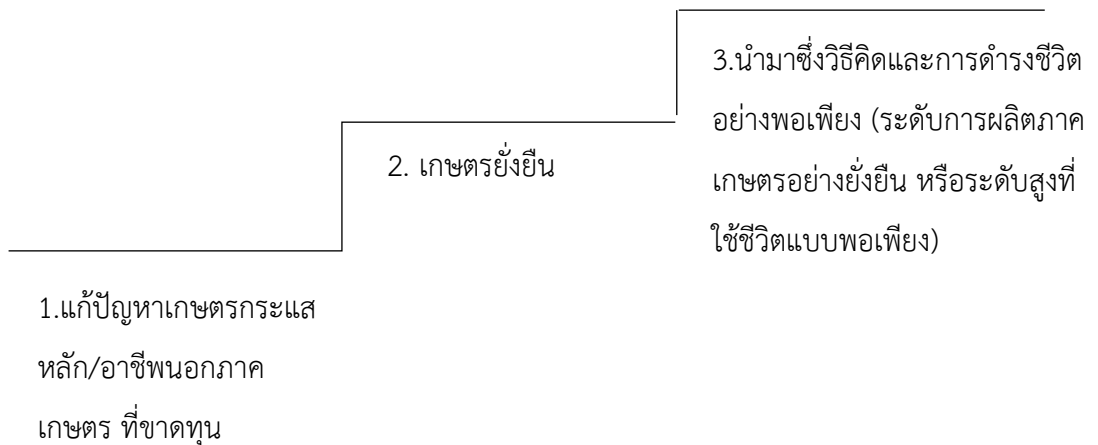 3.นำมาซึ่งวิธีคิดและการดำรงชีวิต
อย่างพอเพียง (ระดับการผลิตภาค
เกษตรอย่างยั่งยืน หรือระดับสูงที่
ใช้ชีวิตแบบพอเพียง)
2. เกษตรยั่งยืน
1.แก้ปัญหาเกษตรกระแส
หลัก/อาชีพนอกภาค
เกษตร ที่ขาดทุน